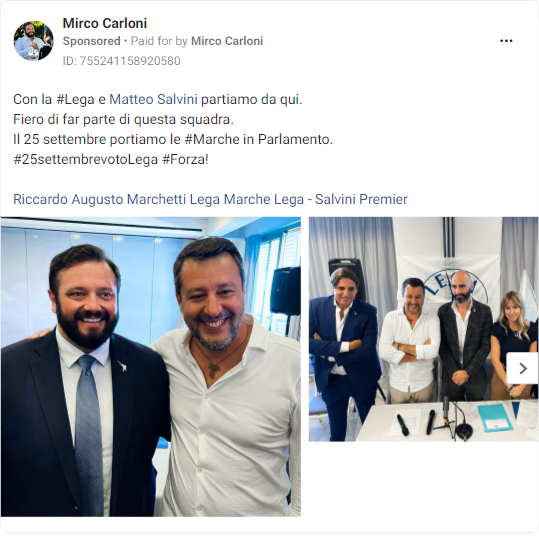 Mirco Carloni
Sponsored • Paid for by Mirco Carloni
ID: 755241158920580
Con la #Lega e Matteo Salvini partiamo da qui.
Fiero di far parte di questa squadra.
Il 25 settembre portiamo le #Marche in Parlamento.
#25settembrevotoLega #Forza!
Riccardo Augusto Marchetti Lega Marche Lega - Salvini Premier